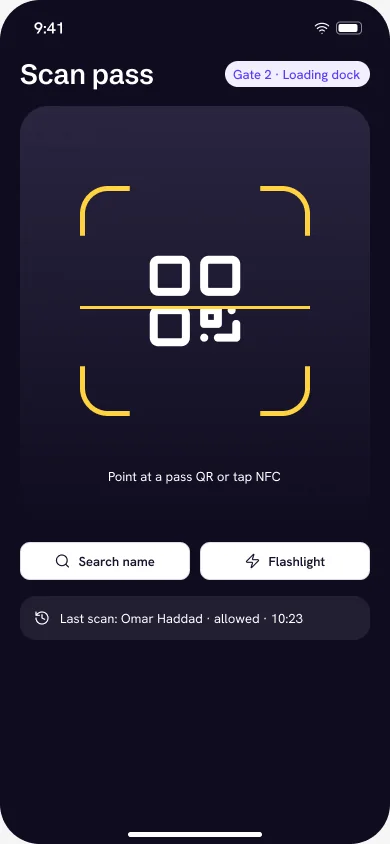 9:41
Scan pass
Gate 2 · Loading dock
Point at a pass QR or tap NFC
Search name
Flashlight
Last scan: Omar Haddad · allowed · 10:23